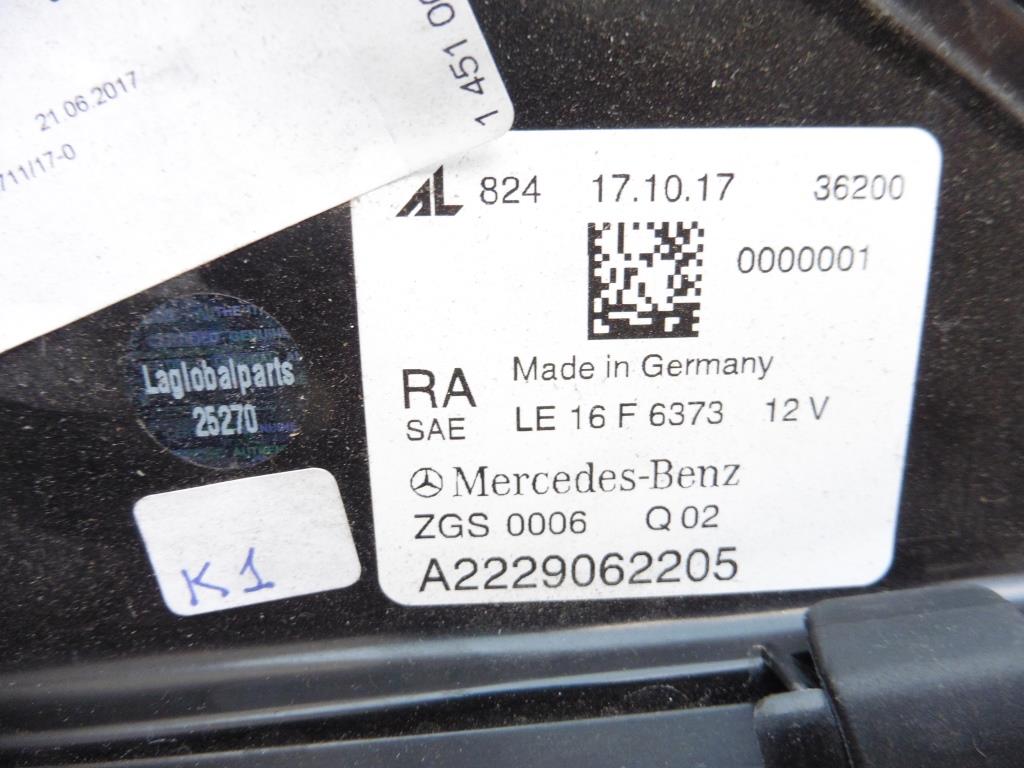 1 451 0
21.06.2017
711/17-0
AL 824 17.10.17 36200
0000001
Made in Germany
RA
SAE
LE 16 F 6373 12 V
Mercedes-Benz
ZGS 0006 Q 02
A2229062205
Laglobalparts
25270
K1